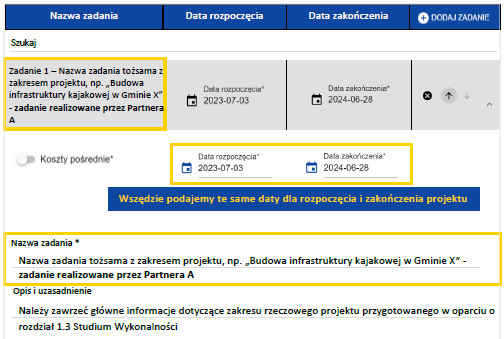 Nazwa zadania Data rozpoczęcia Data zakończenia DODAJ ZADANIE
Szukaj
Zadanie 1 – Nazwa zadania tożsama z
zakresem projektu, np. „Budowa
infrastruktury kajakowej w Gminie X”
- zadanie realizowane przez Partnera
A
Data rozpoczęcia*
2023-07-03
Data zakończenia*
2024-06-28
Koszty pośrednie*
Data rozpoczęcia*
2023-07-03
Data zakończenia*
2024-06-28
Wszędzie podajemy te same daty dla rozpoczęcia i zakończenia projektu
Nazwa zadania *
Nazwa zadania tożsama z zakresem projektu, np. „Budowa infrastruktury kajakowej w Gminie X” -
zadanie realizowane przez Partnera A
Opis i uzasadnienie
Należy zawrzeć główne informacje dotyczące zakresu rzeczowego projektu przygotowanego w oparciu o
rozdział 1.3 Studium Wykonalności